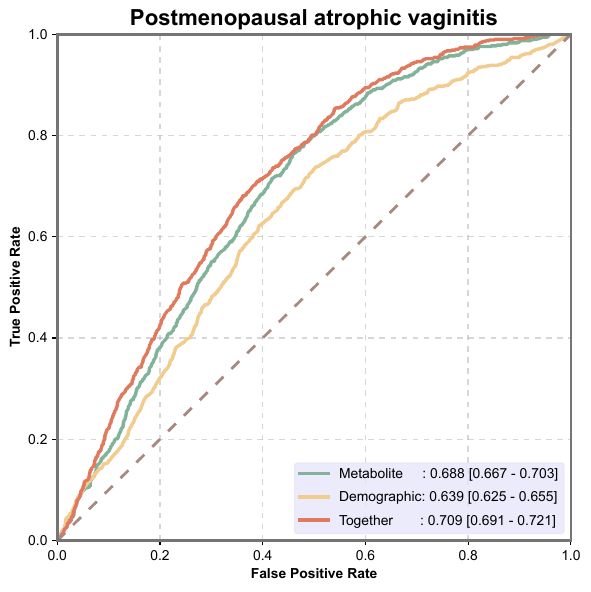 Postmenopausal atrophic vaginitis
True Positive Rate
1.0
0.8
0.6
0.4
0.2
0.0
Metabolite : 0.688 [0.667 - 0.703]
Demographic: 0.639 [0.625 - 0.655]
Together : 0.709 [0.691 - 0.721]
0.0 0.2 0.4 0.6 0.8 1.0
False Positive Rate